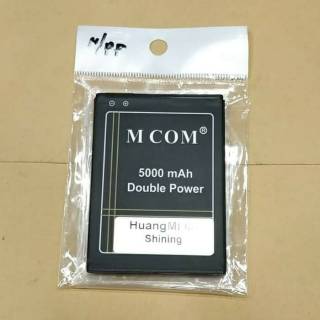 M COM®
5000 mAh
Double Power
HuangMi
Shining